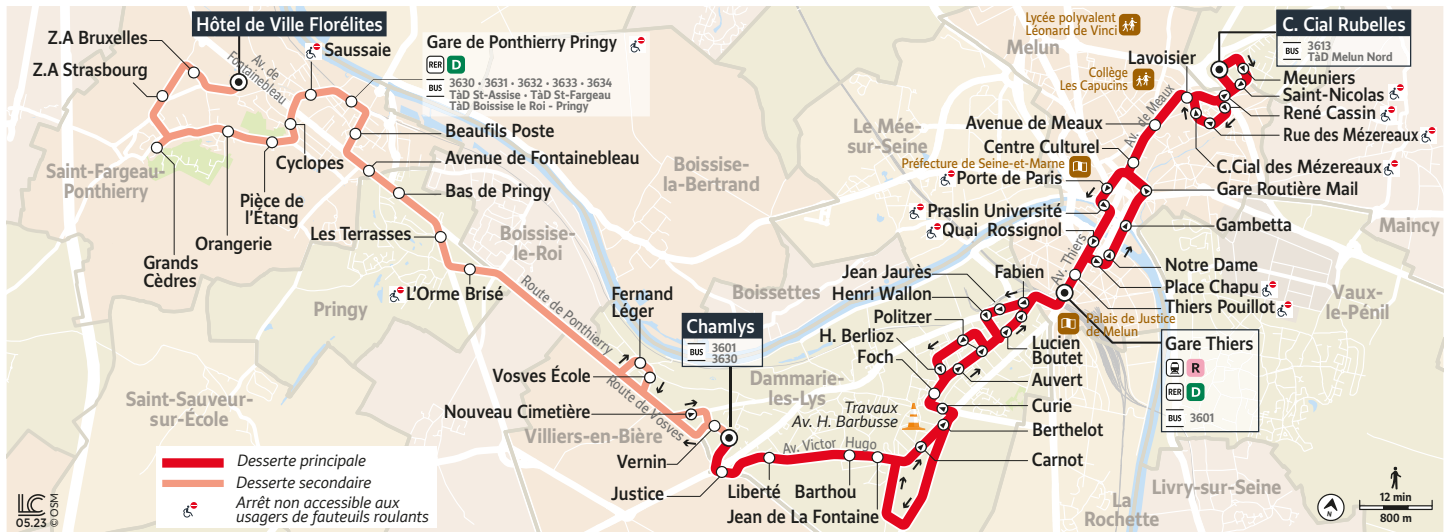 Hôtel de Ville Florélites
Z.A Bruxelles
Z.A Strasbourg
Av. de
Fontainebleau
Saussaie
Gare de Ponthierry Pringy
RER D
BUS 3630 • 3631 • 3632 • 3633 • 3634
TàD St-Assise • TàD St-Fargeau
TàD Boissise le Roi - Pringy
Beaufils Poste
Avenue de Fontainebleau
Bas de Pringy
Cyclopes
Pièce de
l'Étang
Orangerie
Grands
Cèdres
Les Terrasses
L'Orme Brisé
Saint-Fargeau-
Ponthierry
Pringy
Boissise-
le-Roi
Boissise-
la-Bertrand
Boissettes
Saint-Sauveur-
sur-École
Villiers-en-Bière
Route de Ponthierry
Route de Vosves
Fernand
Léger
Vosves École
Nouveau Cimetière
Vernin
Chamlys
BUS 3601
3630
Justice
Liberté
Barthou
Jean de La Fontaine
Av. Victor Hugo
Dammarie-
les-Lys
Travaux
Av. H. Barbusse
Carnot
Berthelot
Curie
Auvert
Lucien
Boutet
Foch
H. Berlioz
Politzer
Henri Wallon
Jean Jaurès
Fabien
Av. Thiers
Palais de Justice
de Melun
Gare Thiers
R
RER D
BUS 3601
Thiers Pouillot
Place Chapu
Notre Dame
Gambetta
Gare Routière Mail
Quai Rossignol
Praslin Université
Porte de Paris
Préfecture de Seine-et-Marne
Centre Culturel
Avenue de Meaux
Av. de Meaux
Le Mée-
sur-Seine
Melun
Lycée polyvalent
Léonard de Vinci
Collège
Les Capucins
Lavoisier
C. Cial Rubelles
BUS 3613
TàD Melun Nord
Meuniers
Saint-Nicolas
René Cassin
Rue des Mézereaux
C.Cial des Mézereaux
Maincy
Vaux-
le-Pénil
Livry-sur-Seine
La
Rochette
Desserte principale
Desserte secondaire
Arrêt non accessible aux
usagers de fauteuils roulants
LC
05.23
© OSM
N
12 min
800 m